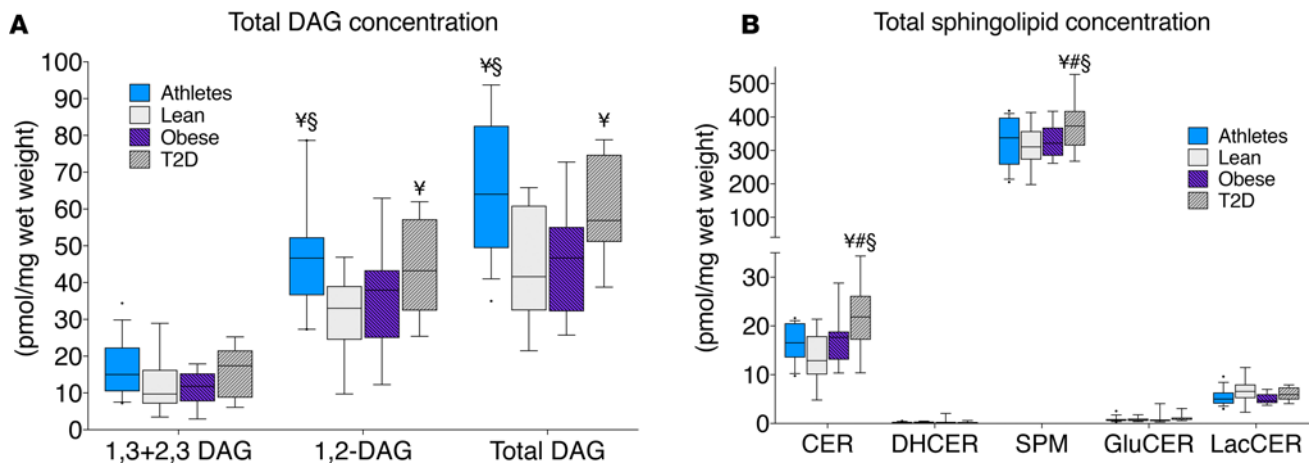 A
Total DAG concentration
(pmol/mg wet weight)
100
90
80
70
60
50
40
30
20
10
0
Athletes
Lean
Obese
T2D
¥§
¥
¥§
¥
1,3+2,3 DAG
1,2-DAG
Total DAG
B
Total sphingolipid concentration
(pmol/mg wet weight)
500
400
300
200
100
30
20
10
0
¥#§
¥#§
Athletes
Lean
Obese
T2D
CER
DHCER
SPM
GluCER
LacCER